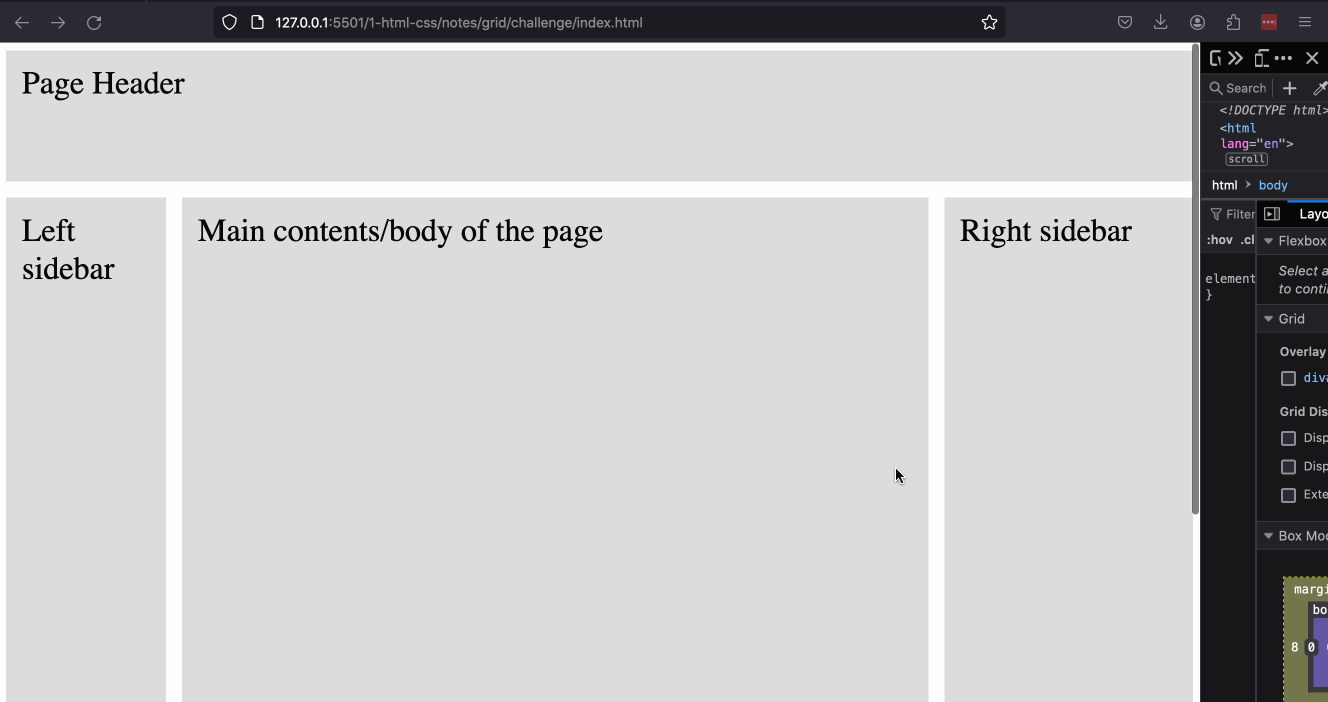 127.0.0.1:5501/1-html-css/notes/grid/challenge/index.html
Page Header
Left
sidebar
Main contents/body of the page
Right sidebar
Search
<!DOCTYPE html>
<html
lang="en">
scroll
html > body
Filter
:hov .cl
element
}
Layo
Flexbox
Select a
to conti
Grid
Overlay
div
Grid Dis
Disp
Disp
Exte
Box Mod
margi
bo
8 0